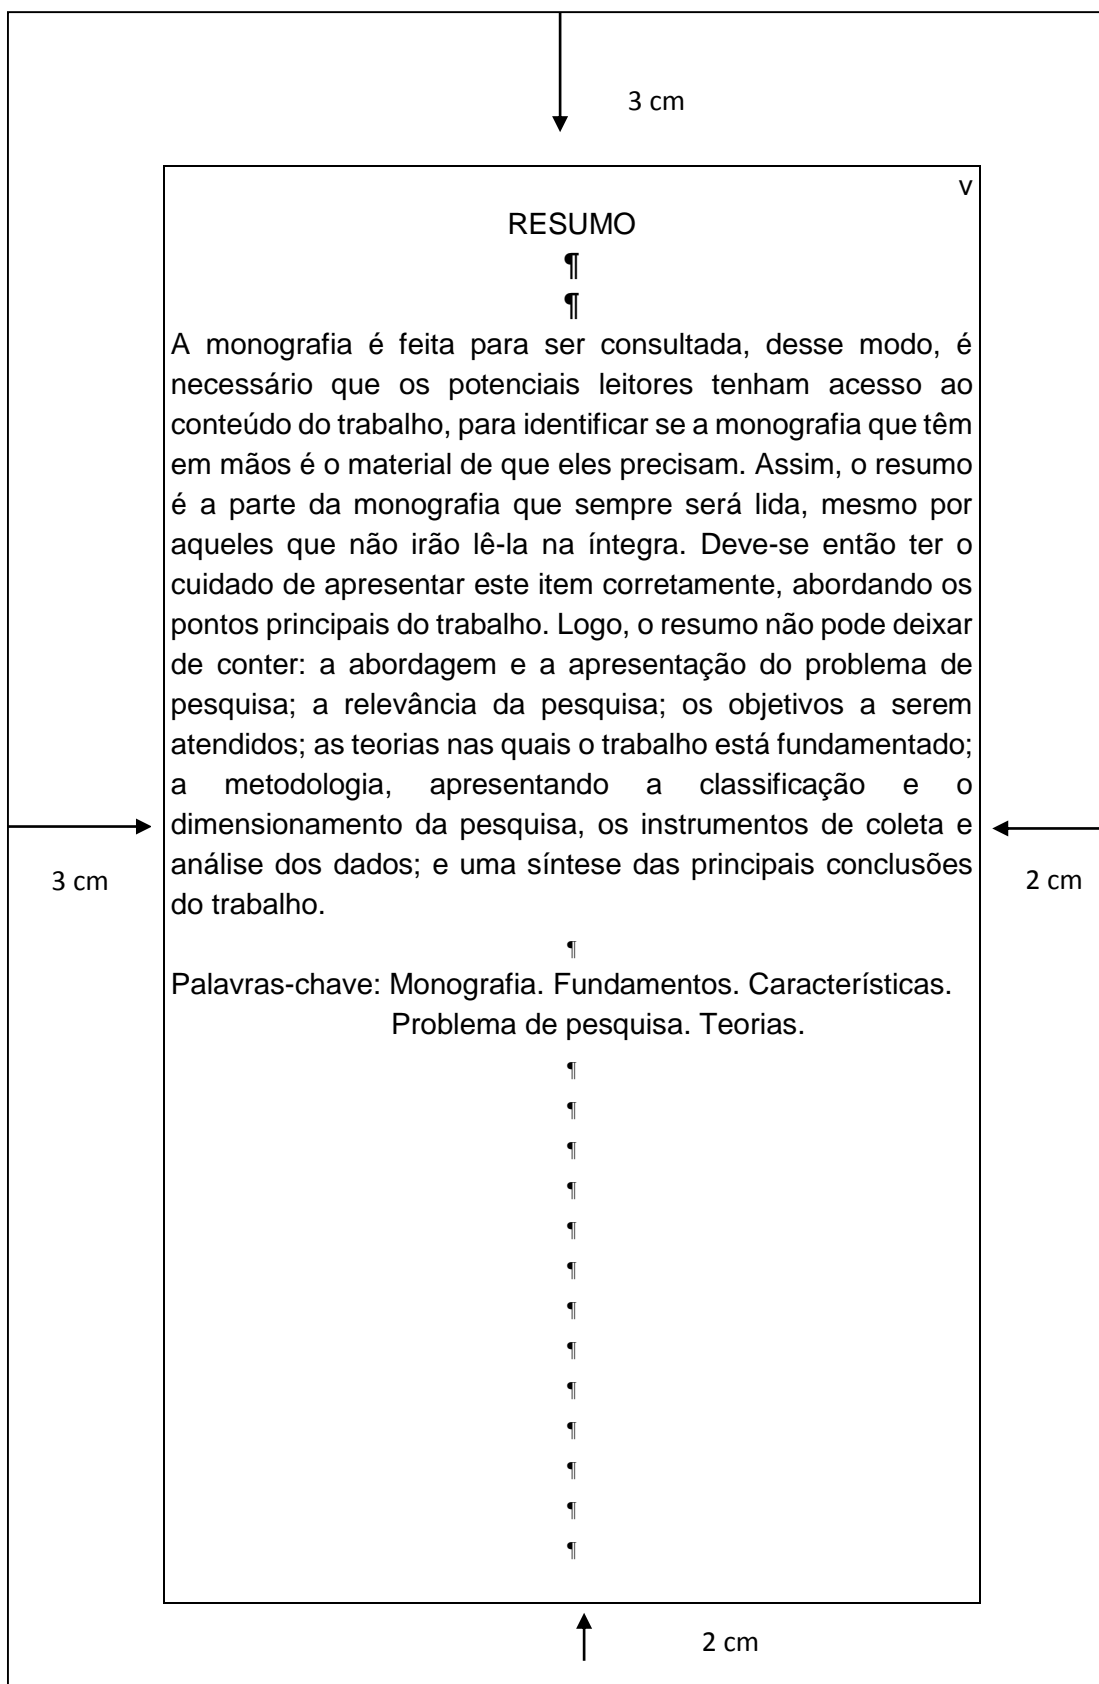 3 cm
v
RESUMO
¶
¶
A monografia é feita para ser consultada, desse modo, é
necessário que os potenciais leitores tenham acesso ao
conteúdo do trabalho, para identificar se a monografia que têm
em mãos é o material de que eles precisam. Assim, o resumo
é a parte da monografia que sempre será lida, mesmo por
aqueles que não irão lê-la na íntegra. Deve-se então ter o
cuidado de apresentar este item corretamente, abordando os
pontos principais do trabalho. Logo, o resumo não pode deixar
de conter: a abordagem e a apresentação do problema de
pesquisa; a relevância da pesquisa; os objetivos a serem
atendidos; as teorias nas quais o trabalho está fundamentado;
a metodologia, apresentando a classificação e o
dimensionamento da pesquisa, os instrumentos de coleta e
análise dos dados; e uma síntese das principais conclusões
do trabalho.
3 cm
2 cm
¶
Palavras-chave: Monografia. Fundamentos. Características.
Problema de pesquisa. Teorias.
¶
¶
¶
¶
¶
¶
¶
¶
¶
¶
¶
¶
¶
2 cm